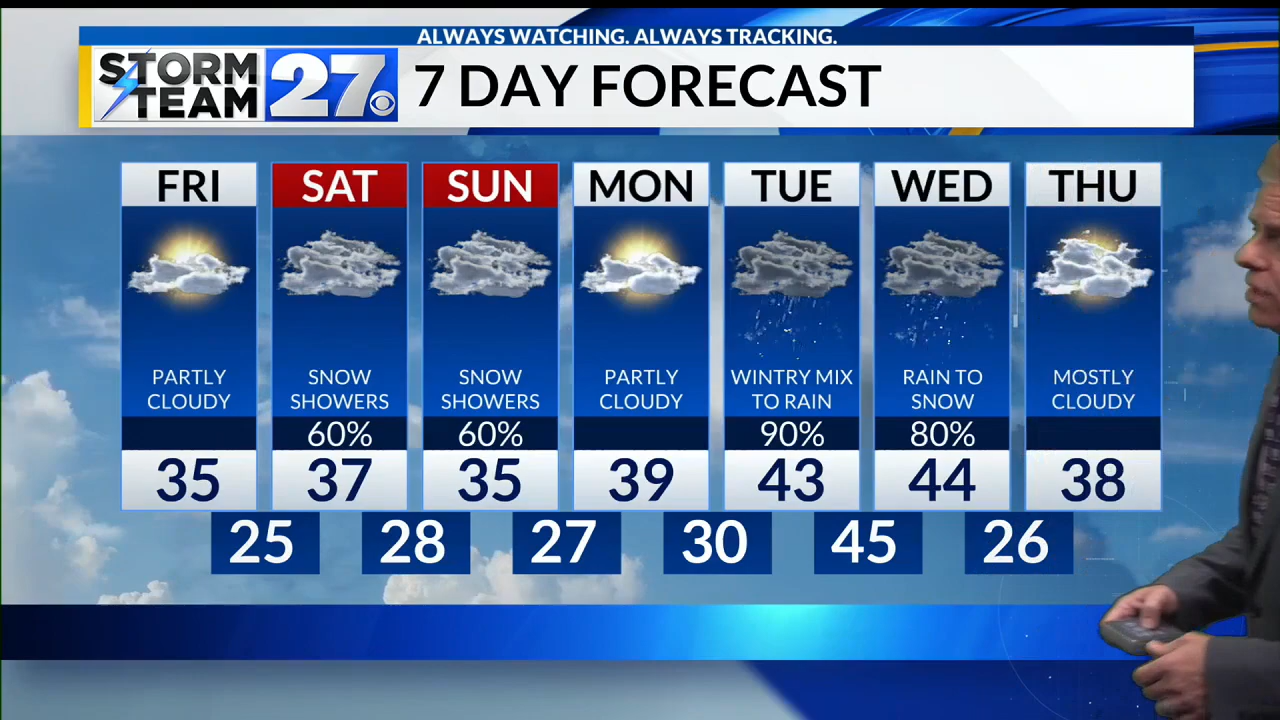 ALWAYS WATCHING. ALWAYS TRACKING.
STORM
TEAM
27
7 DAY FORECAST
FRI SAT SUN MON TUE WED THU
PARTLY SNOW SNOW PARTLY WINTRY MIX RAIN TO MOSTLY
CLOUDY SHOWERS SHOWERS CLOUDY TO RAIN SNOW CLOUDY
60% 60% 90% 80%
35 37 35 39 43 44 38
25 28 27 30 45 26